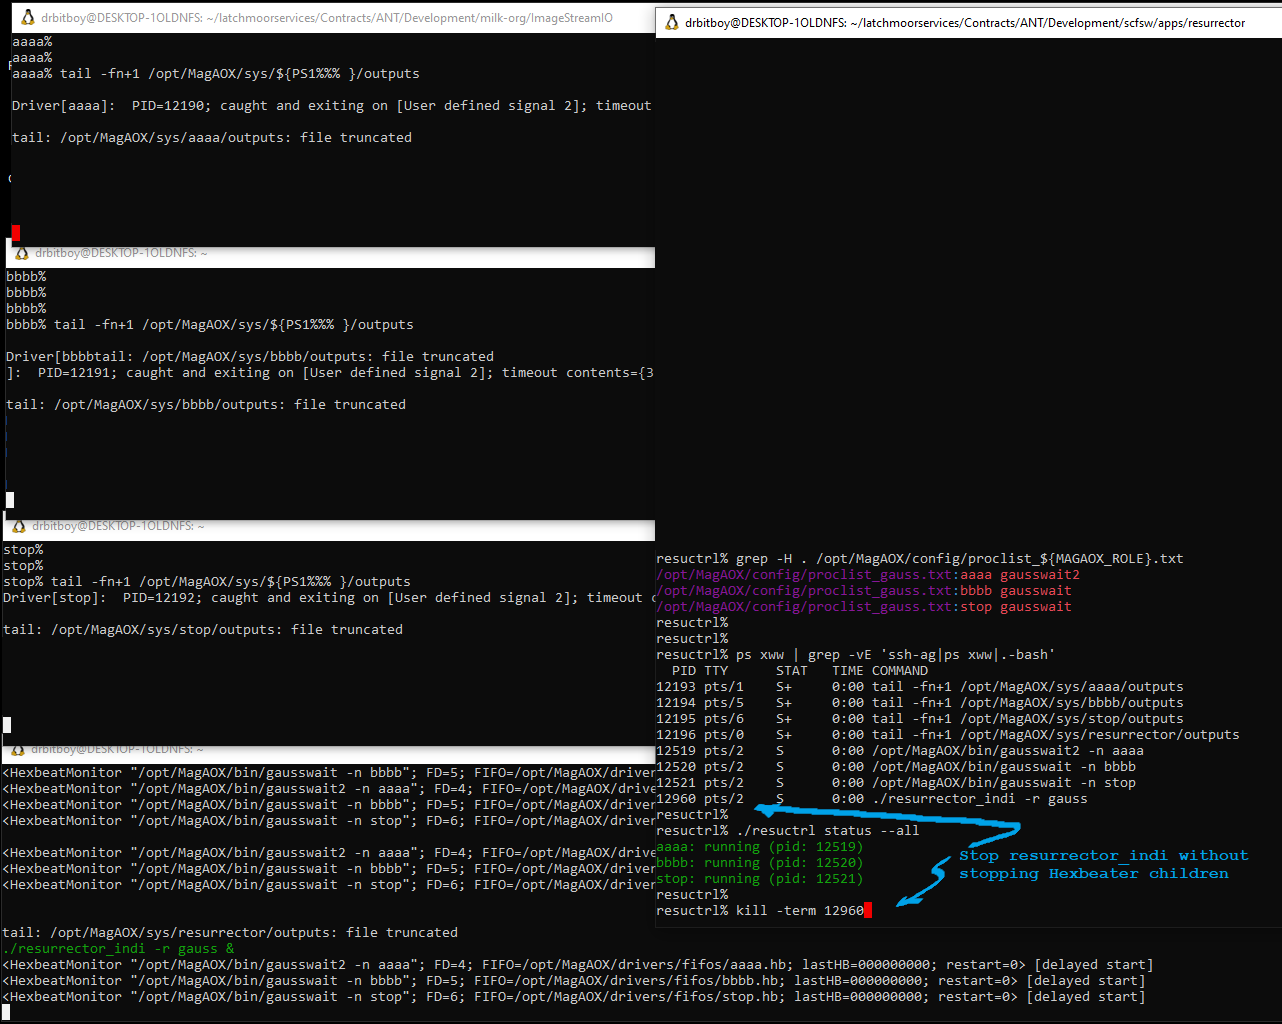 drbitboy@DESKTOP-1OLDNFS: ~/latchmoorservices/Contracts/ANT/Development/milk-org/ImageStreamIO
aaaa%
aaaa%
aaaa% tail -fn+1 /opt/MagAOX/sys/${PS1%%% }/outputs
Driver[aaaa]:  PID=12190; caught and exiting on [User defined signal 2]; timeout
tail: /opt/MagAOX/sys/aaaa/outputs: file truncated
drbitboy@DESKTOP-1OLDNFS: ~
bbbb%
bbbb%
bbbb%
bbbb% tail -fn+1 /opt/MagAOX/sys/${PS1%%% }/outputs
Driver[bbbbtail: /opt/MagAOX/sys/bbbb/outputs: file truncated
]:  PID=12191; caught and exiting on [User defined signal 2]; timeout contents={3
tail: /opt/MagAOX/sys/bbbb/outputs: file truncated
drbitboy@DESKTOP-1OLDNFS: ~
stop%
stop%
stop% tail -fn+1 /opt/MagAOX/sys/${PS1%%% }/outputs
Driver[stop]:  PID=12192; caught and exiting on [User defined signal 2]; timeout
tail: /opt/MagAOX/sys/stop/outputs: file truncated
drbitboy@DESKTOP-1OLDNFS: ~
<HexbeatMonitor "/opt/MagAOX/bin/gausswait -n bbbb"; FD=5; FIFO=/opt/MagAOX/driver
<HexbeatMonitor "/opt/MagAOX/bin/gausswait2 -n aaaa"; FD=4; FIFO=/opt/MagAOX/drive
<HexbeatMonitor "/opt/MagAOX/bin/gausswait -n bbbb"; FD=5; FIFO=/opt/MagAOX/driver
<HexbeatMonitor "/opt/MagAOX/bin/gausswait -n stop"; FD=6; FIFO=/opt/MagAOX/driver
<HexbeatMonitor "/opt/MagAOX/bin/gausswait2 -n aaaa"; FD=4; FIFO=/opt/MagAOX/drive
<HexbeatMonitor "/opt/MagAOX/bin/gausswait -n bbbb"; FD=5; FIFO=/opt/MagAOX/driver
<HexbeatMonitor "/opt/MagAOX/bin/gausswait -n stop"; FD=6; FIFO=/opt/MagAOX/driver
tail: /opt/MagAOX/sys/resurrector/outputs: file truncated
./resurrector_indi -r gauss &
<HexbeatMonitor "/opt/MagAOX/bin/gausswait2 -n aaaa"; FD=4; FIFO=/opt/MagAOX/drivers/fifos/aaaa.hb; lastHB=000000000; restart=0> [delayed start]
<HexbeatMonitor "/opt/MagAOX/bin/gausswait -n bbbb"; FD=5; FIFO=/opt/MagAOX/drivers/fifos/bbbb.hb; lastHB=000000000; restart=0> [delayed start]
<HexbeatMonitor "/opt/MagAOX/bin/gausswait -n stop"; FD=6; FIFO=/opt/MagAOX/drivers/fifos/stop.hb; lastHB=000000000; restart=0> [delayed start]
drbitboy@DESKTOP-1OLDNFS: ~/latchmoorservices/Contracts/ANT/Development/scfsw/apps/resurrector
resuctrl% grep -H . /opt/MagAOX/config/proclist_${MAGAOX_ROLE}.txt
/opt/MagAOX/config/proclist_gauss.txt:aaaa gausswait2
/opt/MagAOX/config/proclist_gauss.txt:bbbb gausswait
/opt/MagAOX/config/proclist_gauss.txt:stop gausswait
resuctrl%
resuctrl%
resuctrl% ps xww | grep -vE 'ssh-ag|ps xww|.-bash'
  PID TTY      STAT   TIME COMMAND
12193 pts/1    S+     0:00 tail -fn+1 /opt/MagAOX/sys/aaaa/outputs
12194 pts/5    S+     0:00 tail -fn+1 /opt/MagAOX/sys/bbbb/outputs
12195 pts/6    S+     0:00 tail -fn+1 /opt/MagAOX/sys/stop/outputs
12196 pts/0    S+     0:00 tail -fn+1 /opt/MagAOX/sys/resurrector/outputs
12519 pts/2    S      0:00 /opt/MagAOX/bin/gausswait2 -n aaaa
12520 pts/2    S      0:00 /opt/MagAOX/bin/gausswait -n bbbb
12521 pts/2    S      0:00 /opt/MagAOX/bin/gausswait -n stop
12960 pts/2    S      0:00 ./resurrector_indi -r gauss
resuctrl%
resuctrl% ./resuctrl status --all
aaaa: running (pid: 12519)
bbbb: running (pid: 12520)
stop: running (pid: 12521)
resuctrl%
resuctrl% kill -term 12960
Stop resurrector_indi without
stopping Hexbeater children